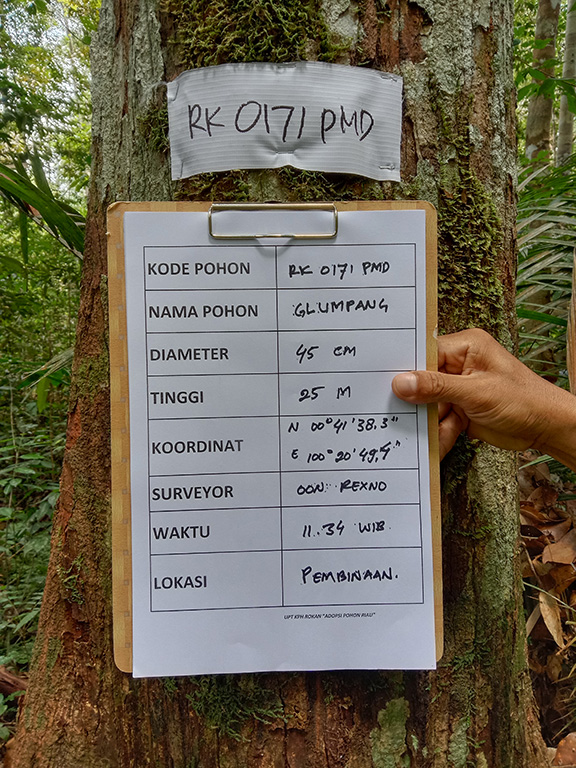 RK 0171 PMD
KODE POHON RK 0171 PMD
NAMA POHON GLUMPANG
DIAMETER 45 CM
TINGGI 25 M
KOORDINAT N 00°41'38.3"
E 100°20'49,4"
SURVEYOR OON REXNO
WAKTU 11.34 WIB
LOKASI PEMBINAAN.
UPT KPH ROKAN "ADOPSI POHON RIAU"